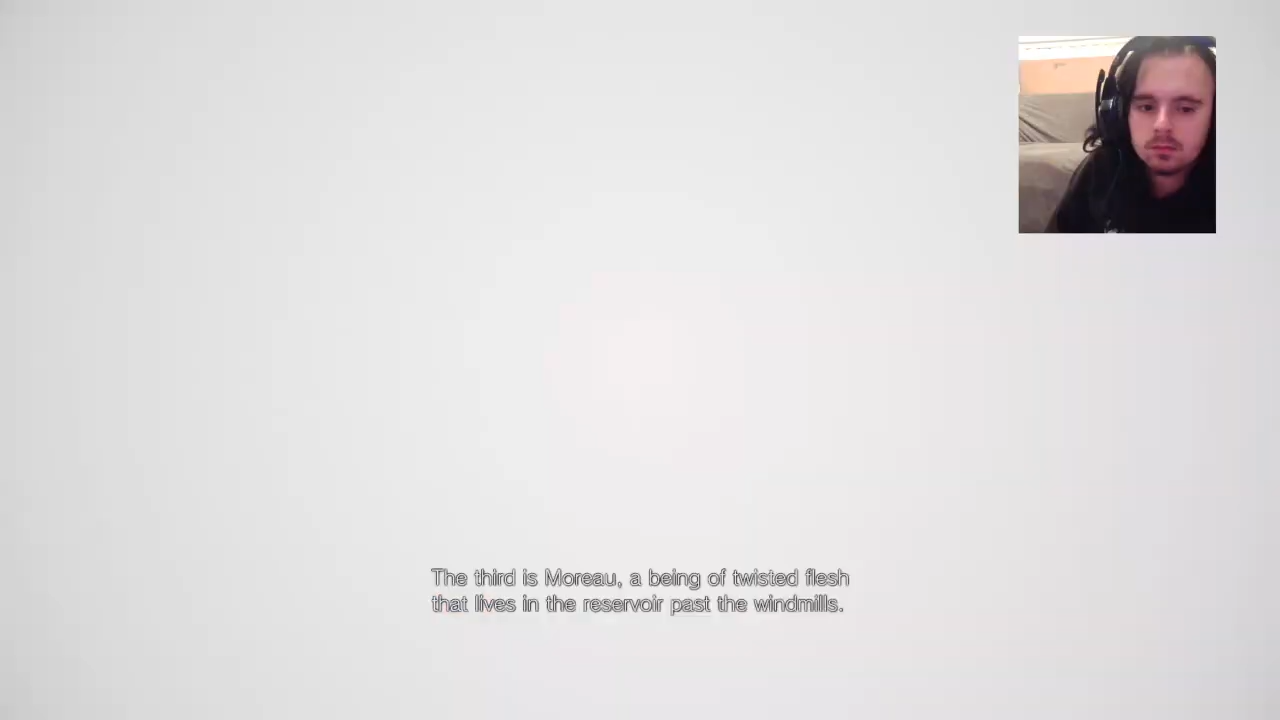 The third is Moreau, a being of twisted flesh
that lives in the reservoir past the windmills.